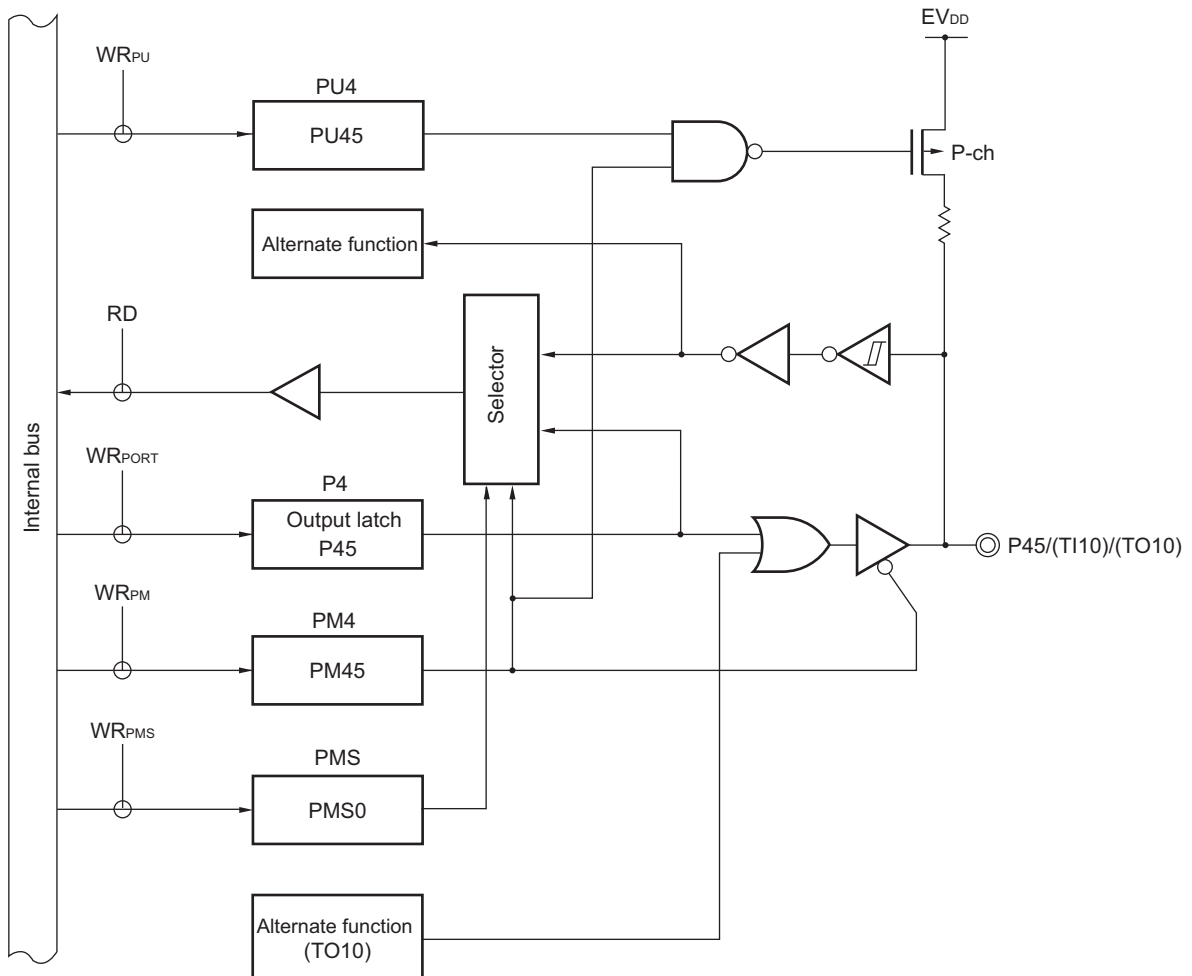 EVDD
WRPU
PU4
PU45
P-ch
Alternate function
RD
Selector
Internal bus
WRPORT
P4
Output latch
P45
P45/(TI10)/(TO10)
WRPM
PM4
PM45
WRPMS
PMS
PMS0
Alternate function
(TO10)